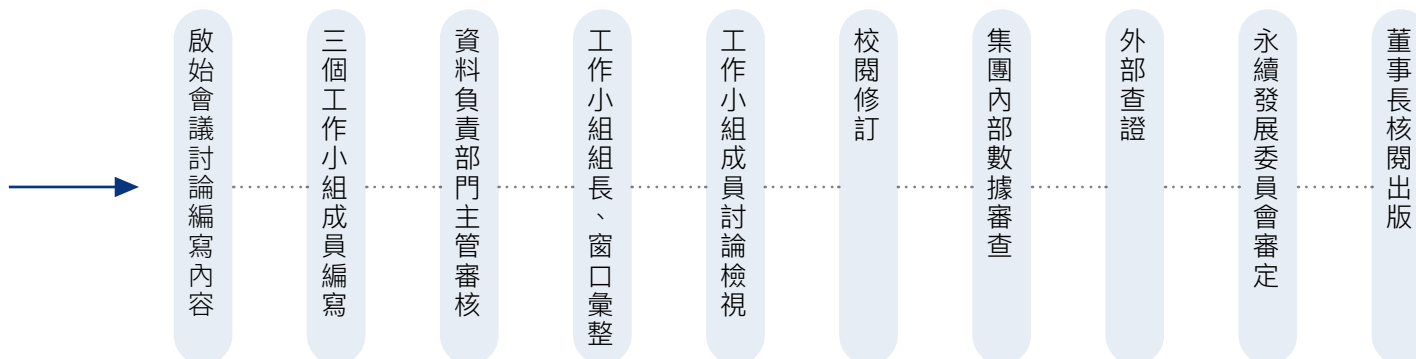 啟始會議討論編寫內容
三個工作小組成員編寫
資料負責部門主管審核
工作小組組長、窗口彙整
工作小組成員討論檢視
校閱修訂
集團內部數據審查
外部查證
永續發展委員會審定
董事長核閱出版